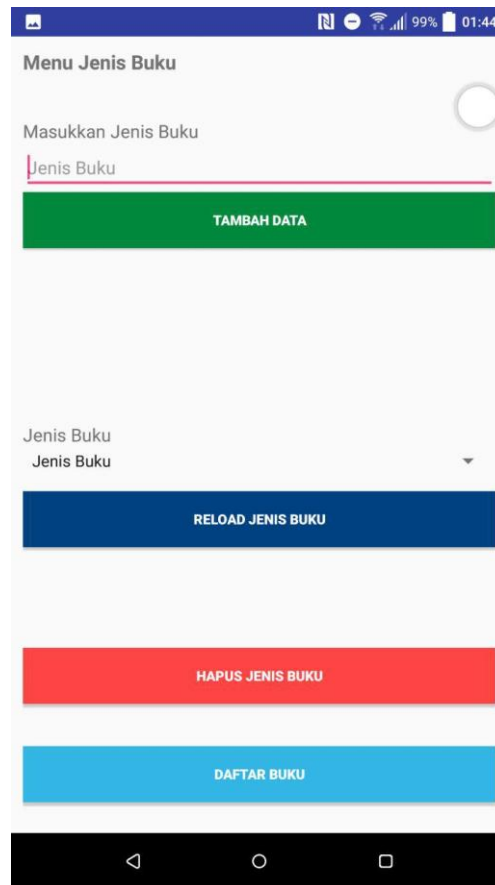 99% 01:44
Menu Jenis Buku
Masukkan Jenis Buku
Jenis Buku
TAMBAH DATA
Jenis Buku
Jenis Buku
RELOAD JENIS BUKU
HAPUS JENIS BUKU
DAFTAR BUKU